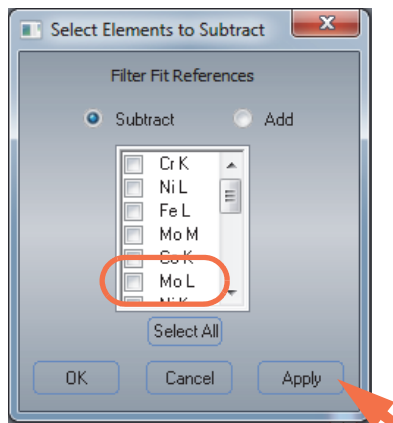 Select Elements to Subtract
Filter Fit References
Subtract Add
Cr K
Ni L
Fe L
Mo M
Mo L
Select All
OK Cancel Apply